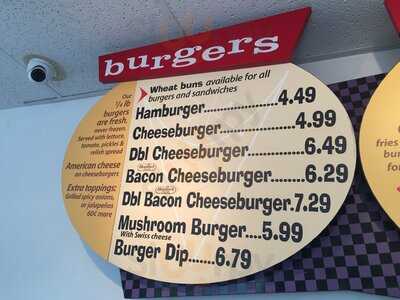 burgers
Our
1/4 lb
burgers
are fresh,
never frozen.
Served with lettuce,
tomato, pickles &
relish spread
American cheese
on cheeseburgers
Extra toppings:
Grilled spicy onions,
or jalapeños
60¢ more
Wheat buns available for all
burgers and sandwiches
Hamburger....................4.49
Cheeseburger................4.99
Dbl Cheeseburger........6.49
Bacon Cheeseburger.......6.29
Dbl Bacon Cheeseburger.7.29
Mushroom Burger....5.99
With Swiss cheese
Burger Dip.......6.79
fries
bur
for